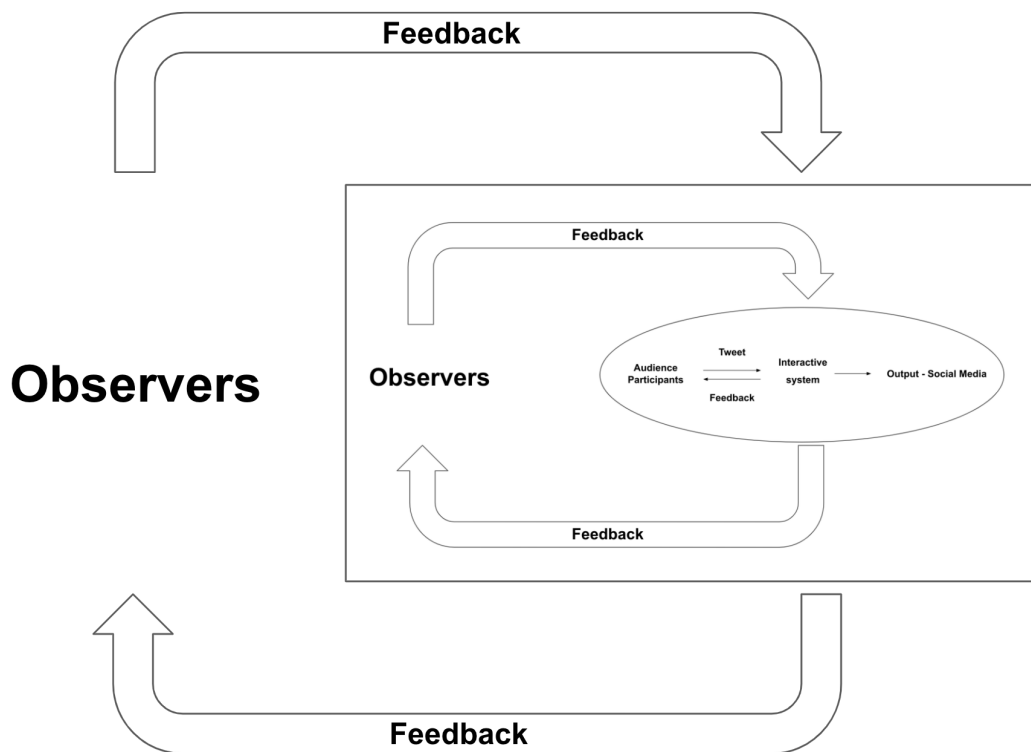 Feedback
Feedback
Observers
Observers
Audience
Participants
Tweet
Feedback
Interactive
system
Output - Social Media
Feedback
Feedback